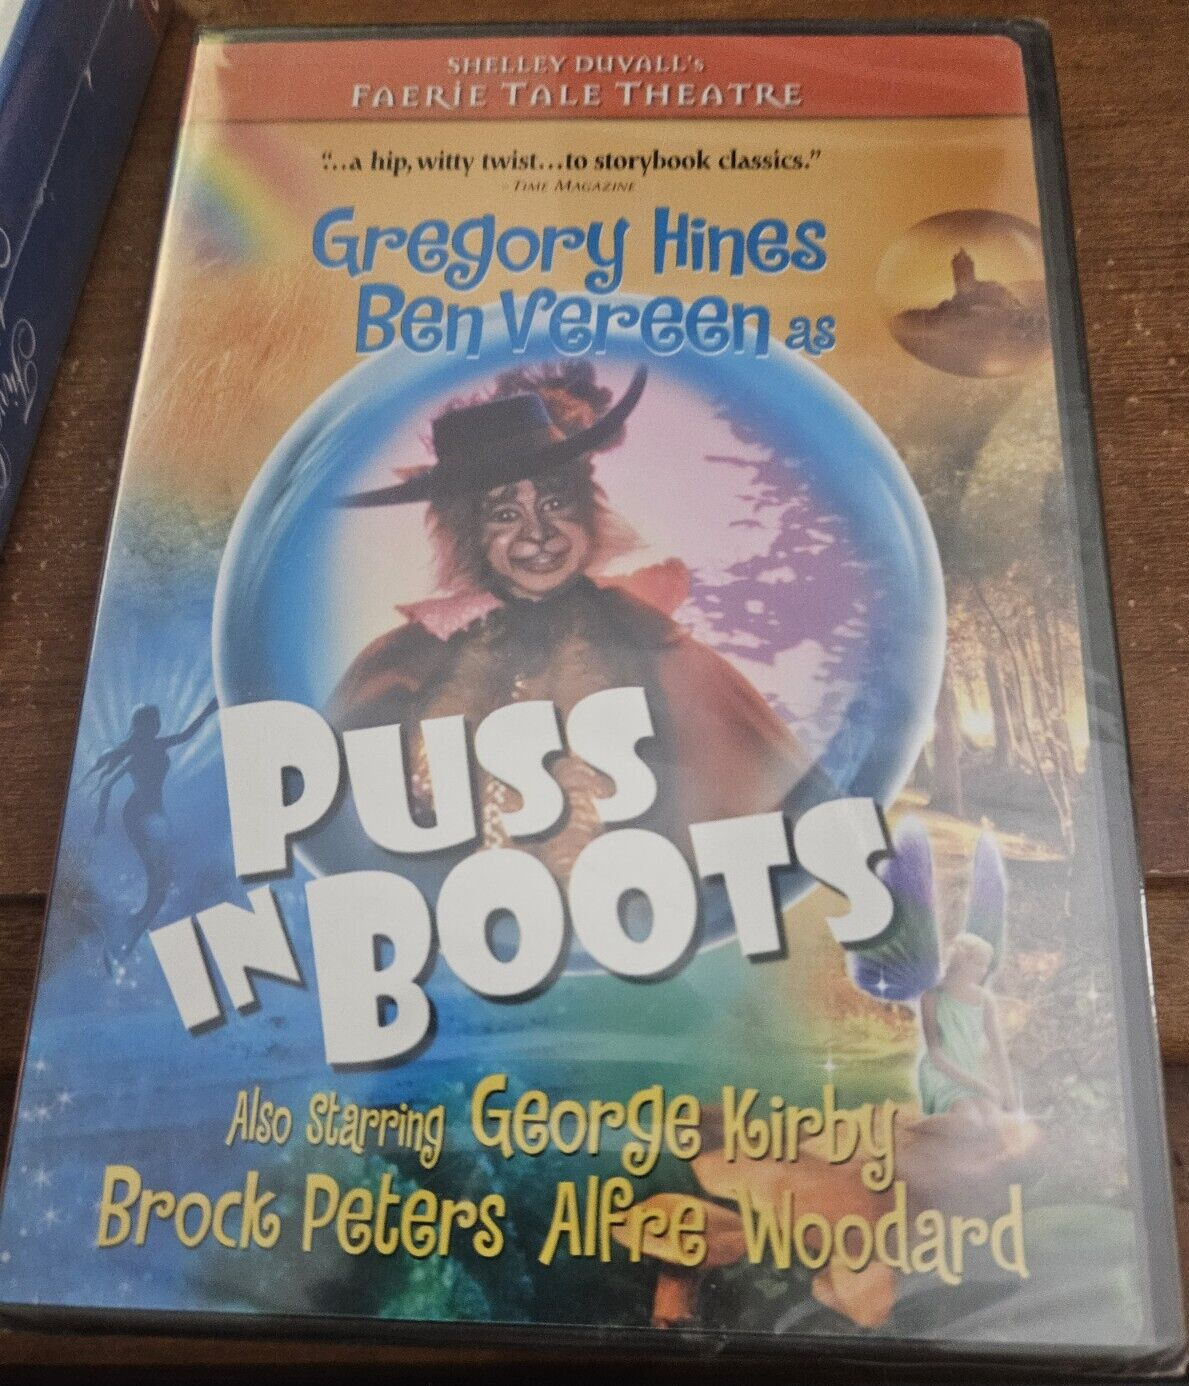 SHELLEY DUVALL's
FAERIE TALE THEATRE
"...a hip, witty twist...to storybook classics."
- TIME MAGAZINE
Gregory Hines
Ben Vereen as
PUSS
IN BOOTS
Also Starring George Kirby
Brock Peters Alfre Woodard